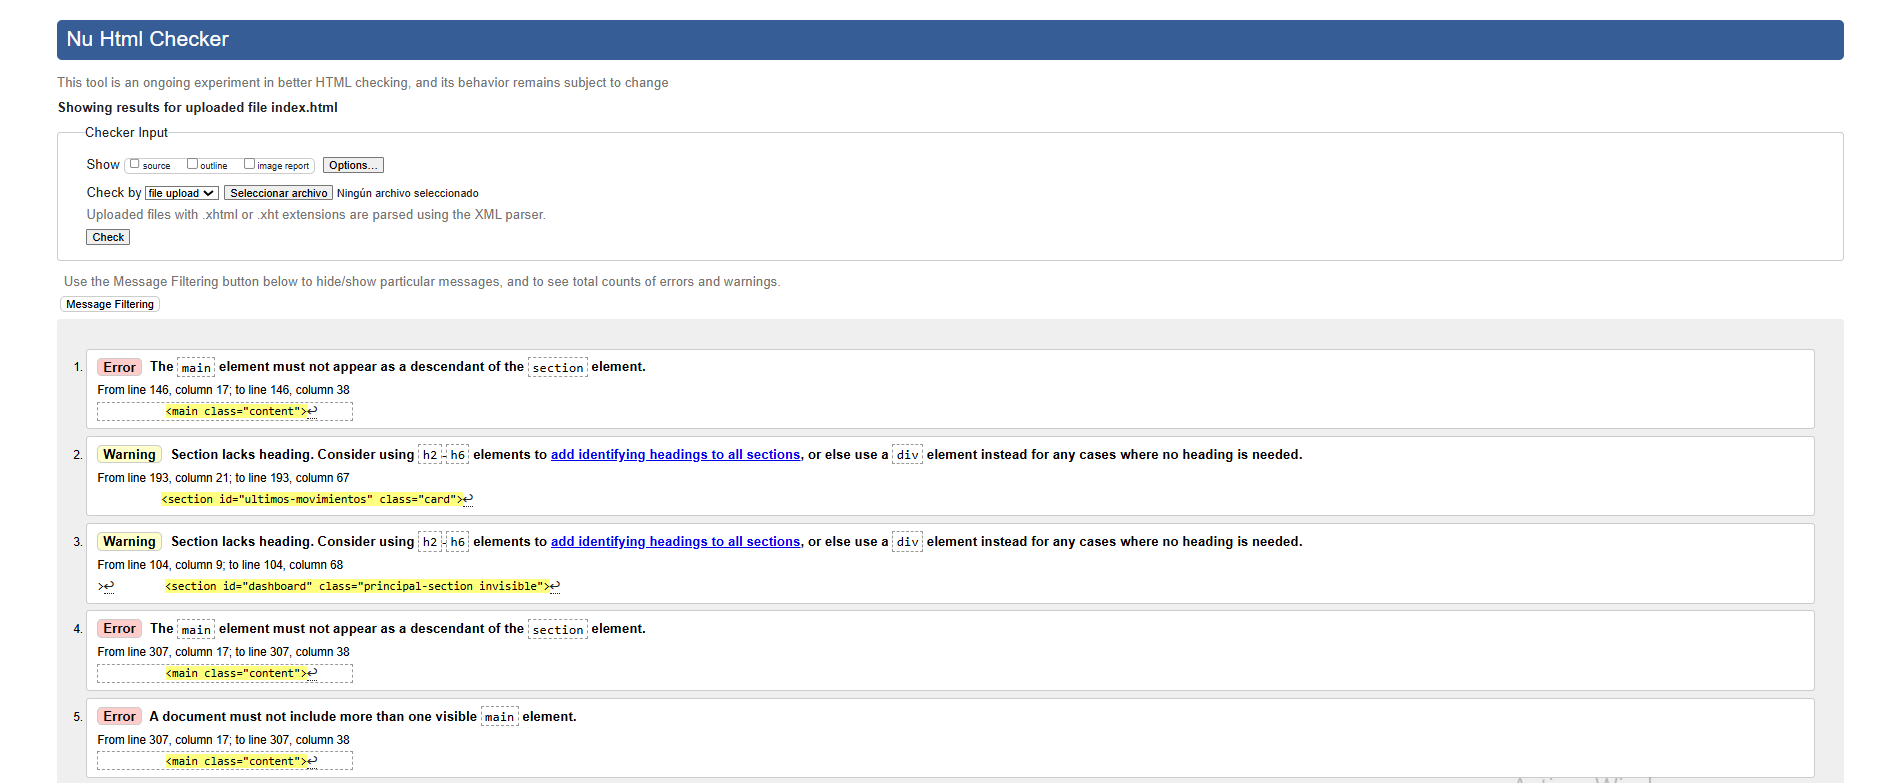 Nu Html Checker
This tool is an ongoing experiment in better HTML checking, and its behavior remains subject to change
Showing results for uploaded file index.html
Checker Input
Show source outline image report Options...
Check by file upload Seleccionar archivo Ningún archivo seleccionado
Uploaded files with .xhtml or .xht extensions are parsed using the XML parser.
Check
Use the Message Filtering button below to hide/show particular messages, and to see total counts of errors and warnings.
Message Filtering
1. Error The main element must not appear as a descendant of the section element.
From line 146, column 17; to line 146, column 38
<main class="content">↩
2. Warning Section lacks heading. Consider using h2-h6 elements to add identifying headings to all sections, or else use a div element instead for any cases where no heading is needed.
From line 193, column 21; to line 193, column 67
<section id="ultimos-movimientos" class="card">↩
3. Warning Section lacks heading. Consider using h2-h6 elements to add identifying headings to all sections, or else use a div element instead for any cases where no heading is needed.
From line 104, column 9; to line 104, column 68
>↩ <section id="dashboard" class="principal-section invisible">↩
4. Error The main element must not appear as a descendant of the section element.
From line 307, column 17; to line 307, column 38
<main class="content">↩
5. Error A document must not include more than one visible main element.
From line 307, column 17; to line 307, column 38
<main class="content">↩